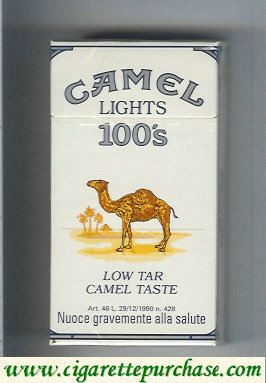 CAMEL
LIGHTS
100's
LOW TAR
CAMEL TASTE
Art. 46 L. 29/12/1990 n. 428
Nuoce gravemente alla salute
www.cigarettepurchase.com